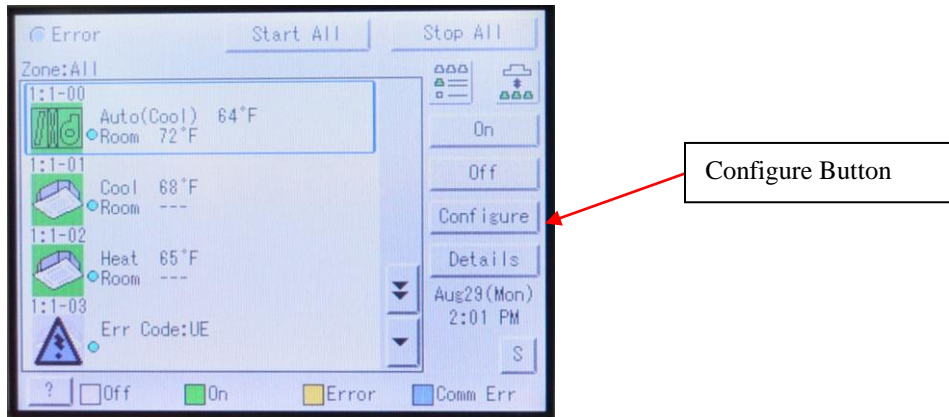 Error
Start All
Stop All
Zone:All
1:1-00
Auto(Cool) 64°F
Room 72°F
1:1-01
Cool 68°F
Room ---
1:1-02
Heat 65°F
Room ---
1:1-03
Err Code:UE
On
Off
Configure
Details
Aug29(Mon)
2:01 PM
S
? Off On Error Comm Err
Configure Button